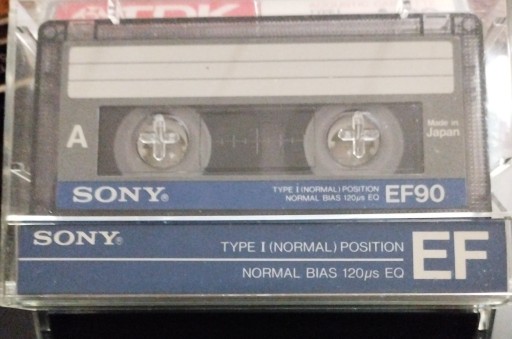 TDK
A
Made in
Japan
SONY®
TYPE I (NORMAL) POSITION
NORMAL BIAS 120µs EQ
EF90
SONY®
TYPE I (NORMAL) POSITION
NORMAL BIAS 120µs EQ
EF